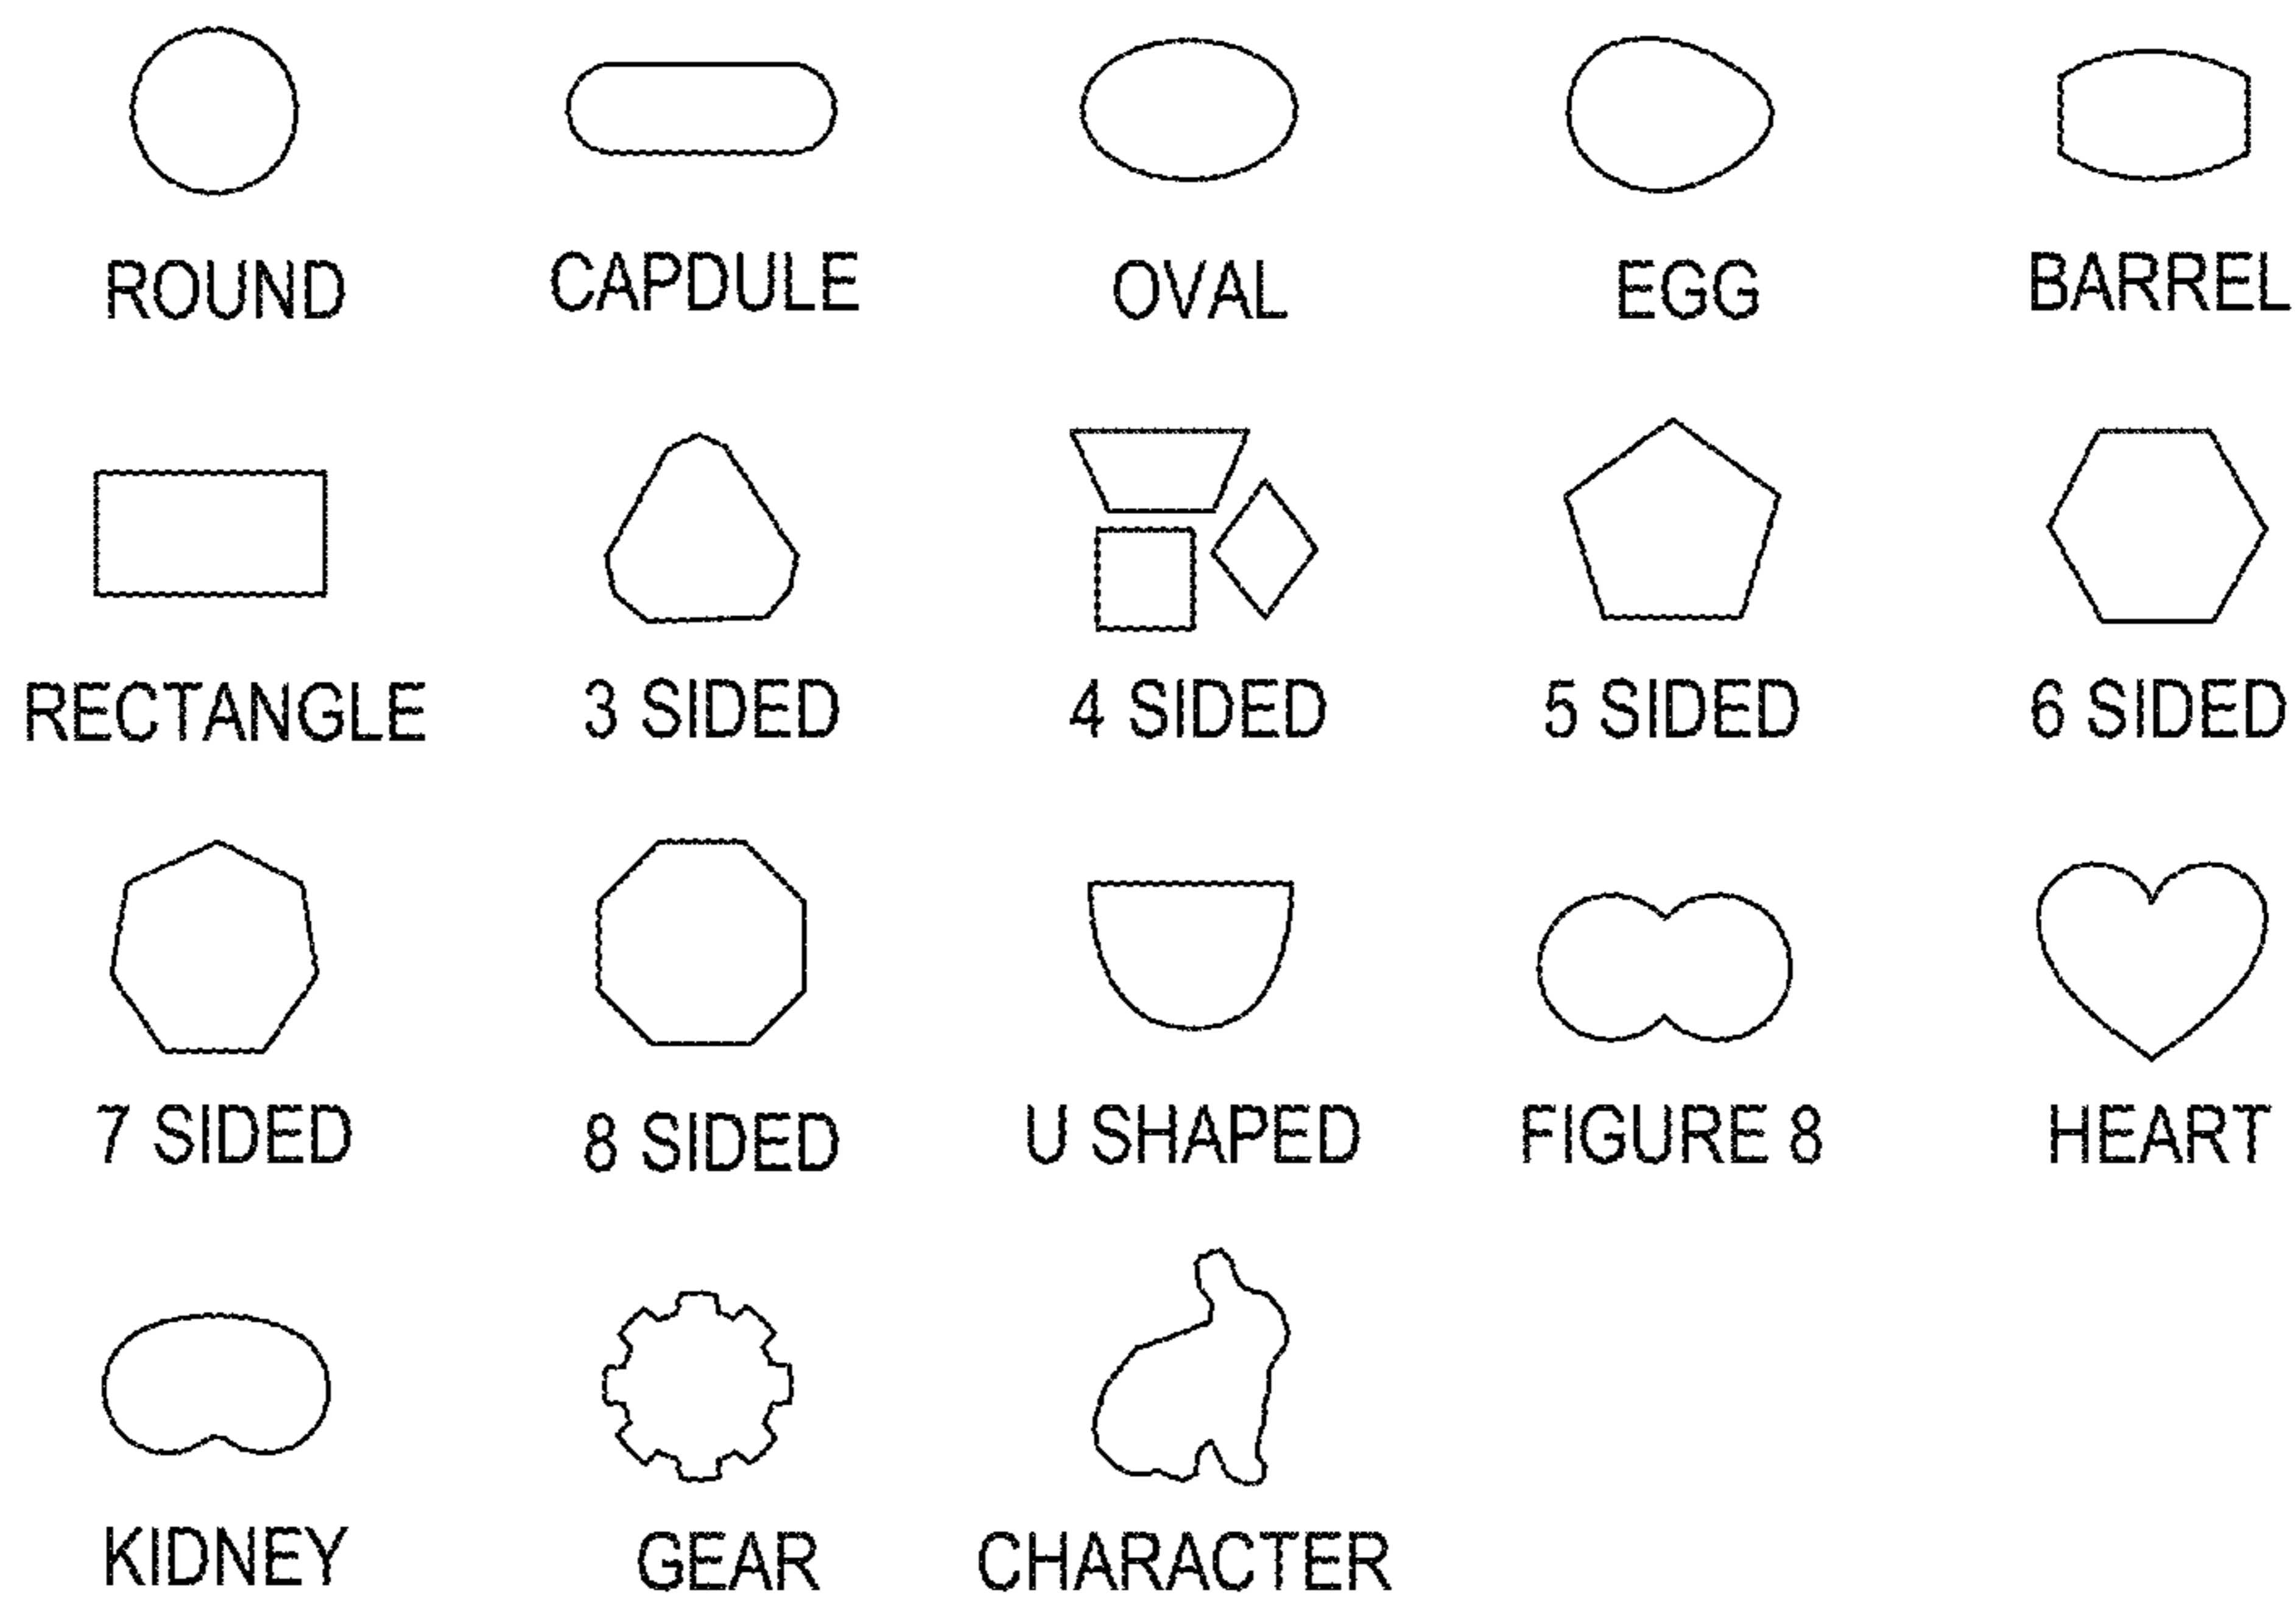 ROUND CAPDULE OVAL EGG BARREL
RECTANGLE 3 SIDED 4 SIDED 5 SIDED 6 SIDED
7 SIDED 8 SIDED U SHAPED FIGURE 8 HEART
KIDNEY GEAR CHARACTER